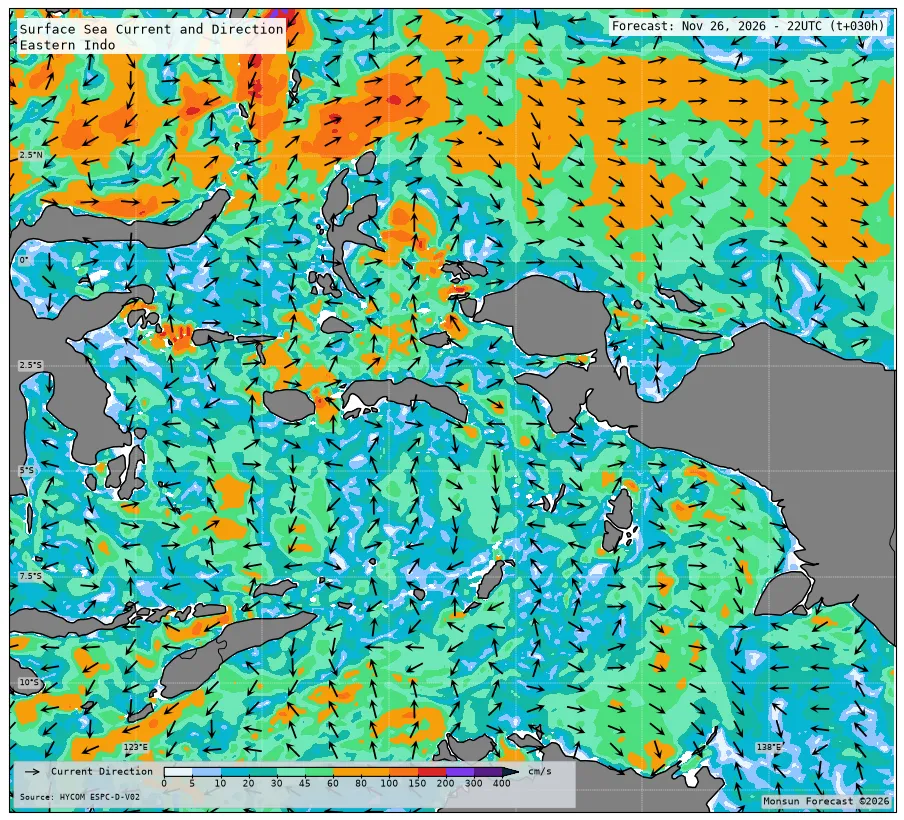 Surface Sea Current and Direction
Eastern Indo
Forecast: Nov 26, 2026 - 22UTC (t+030h)
2.5°N
0°
2.5°S
5°S
7.5°S
10°S
123°E
138°E
Current Direction
0 5 10 20 30 45 60 80 100 150 200 300 400
cm/s
Source: HYCOM ESPC-D-V02
Monsun Forecast ©2026